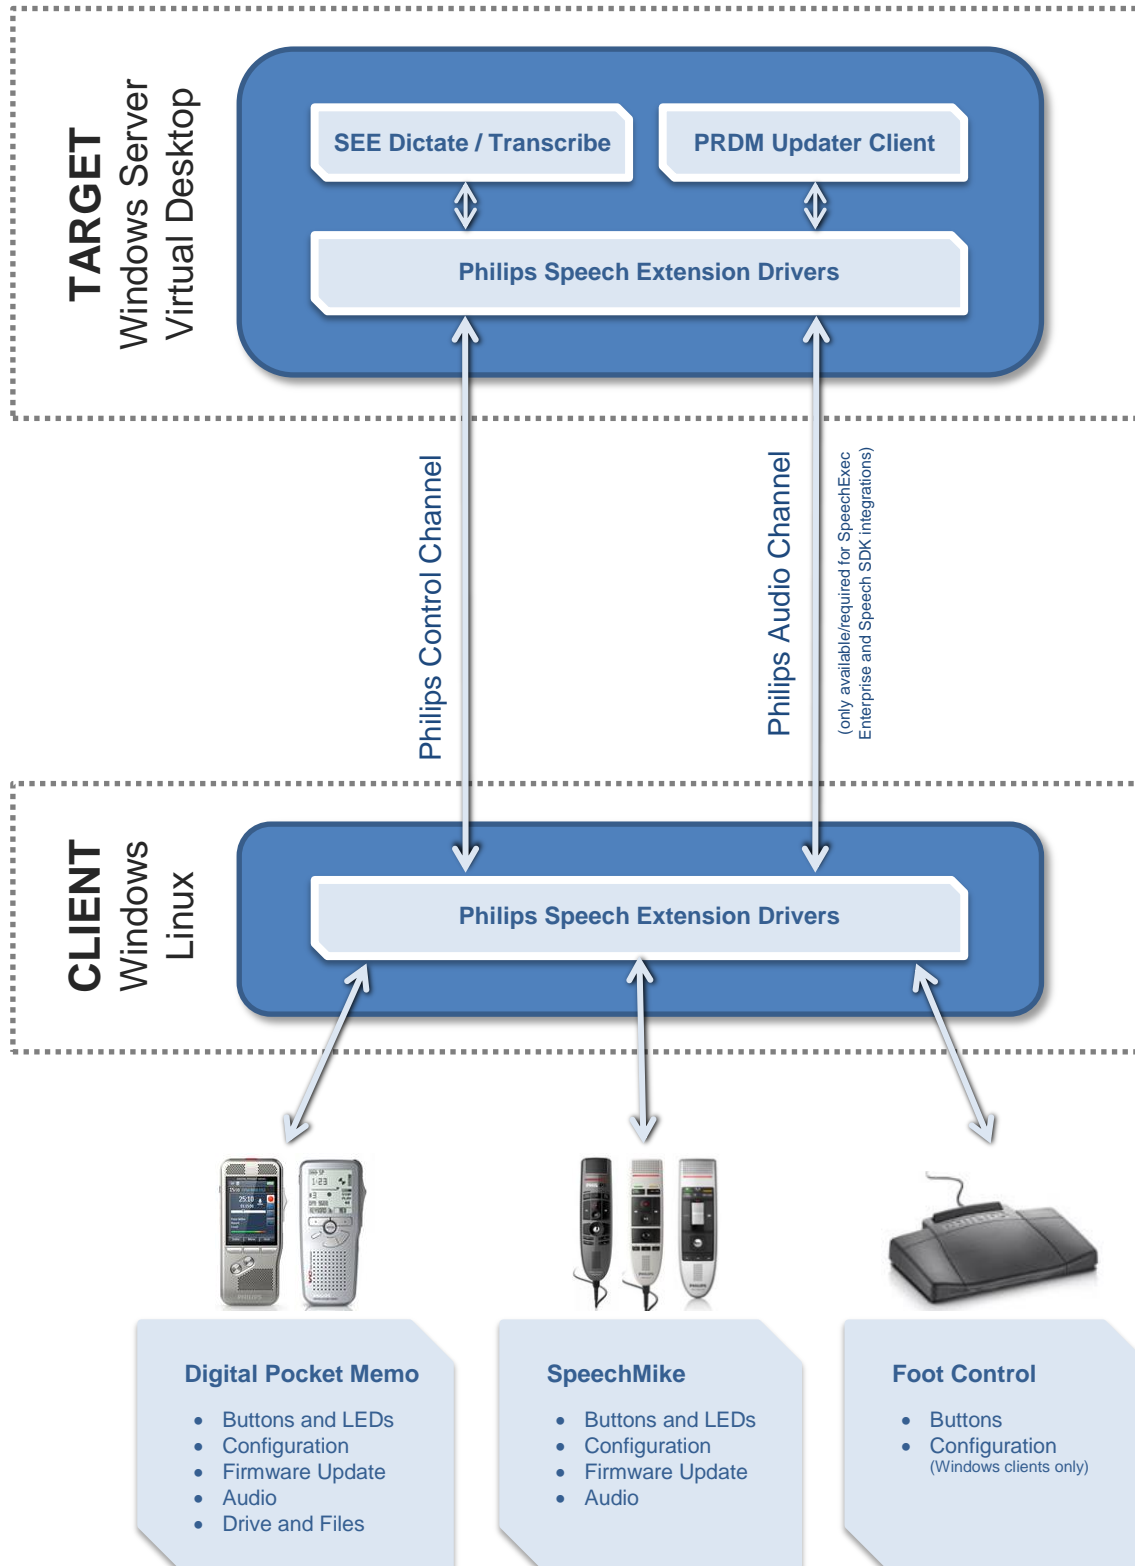 TARGET
Windows Server
Virtual Desktop
SEE Dictate / Transcribe
PRDM Updater Client
Philips Speech Extension Drivers
Philips Control Channel
Philips Audio Channel
(only available/required for SpeechExec
Enterprise and Speech SDK integrations)
CLIENT
Windows
Linux
Philips Speech Extension Drivers
Digital Pocket Memo
• Buttons and LEDs
• Configuration
• Firmware Update
• Audio
• Drive and Files
SpeechMike
• Buttons and LEDs
• Configuration
• Firmware Update
• Audio
Foot Control
• Buttons
• Configuration
(Windows clients only)